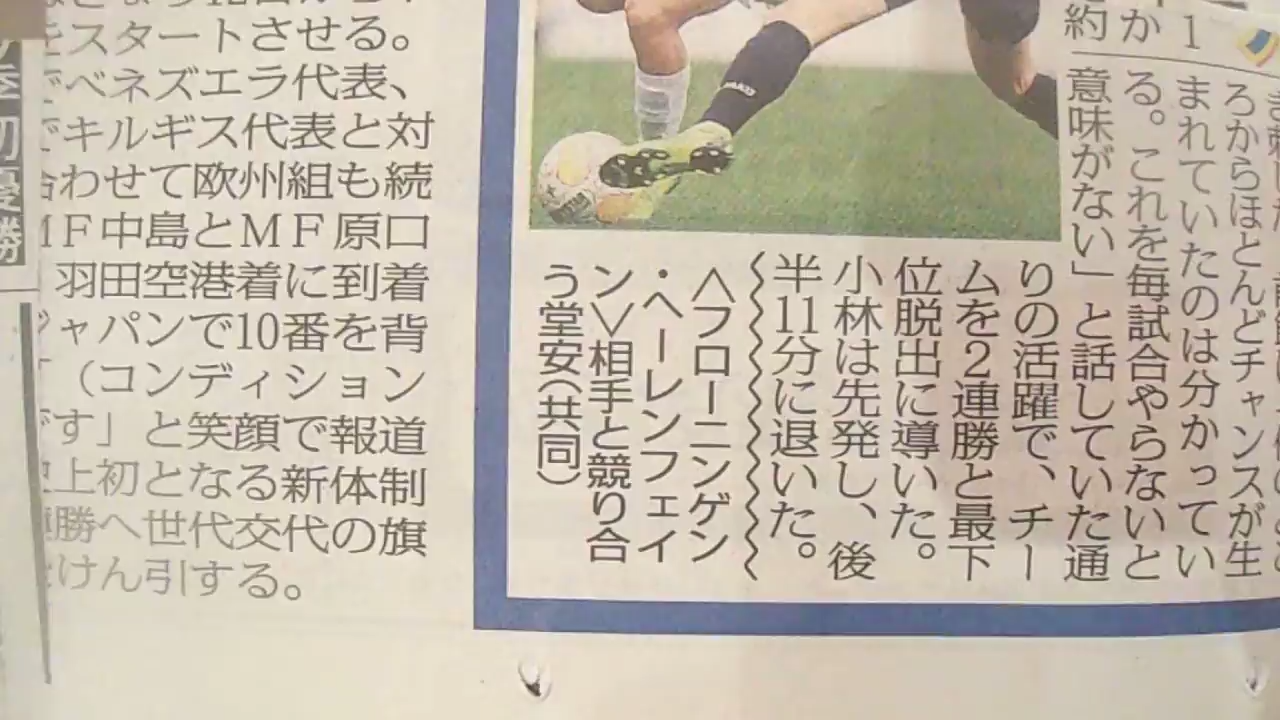 をスタートさせる。
でベネズエラ代表、
でキルギス代表と対
わせて欧州組も続
MF中島とMF原口
羽田空港着に到着
ジャパンで10番を背
「(コンディション
です」と笑顔で報道
上初となる新体制
勝へ世代交代の旗
けん引する。
ろからほとんどチャンスが生
まれていたのは分かってい
る。これを毎試合やらないと
意味がない」と話していた通
りの活躍で、チー
ムを2連勝と最下
位脱出に導いた。
小林は先発し、後
半11分に退いた。
△フローニンゲン
・ヘーレンフェイ
ン▽相手と競り合
う堂安(共同)
初優勝